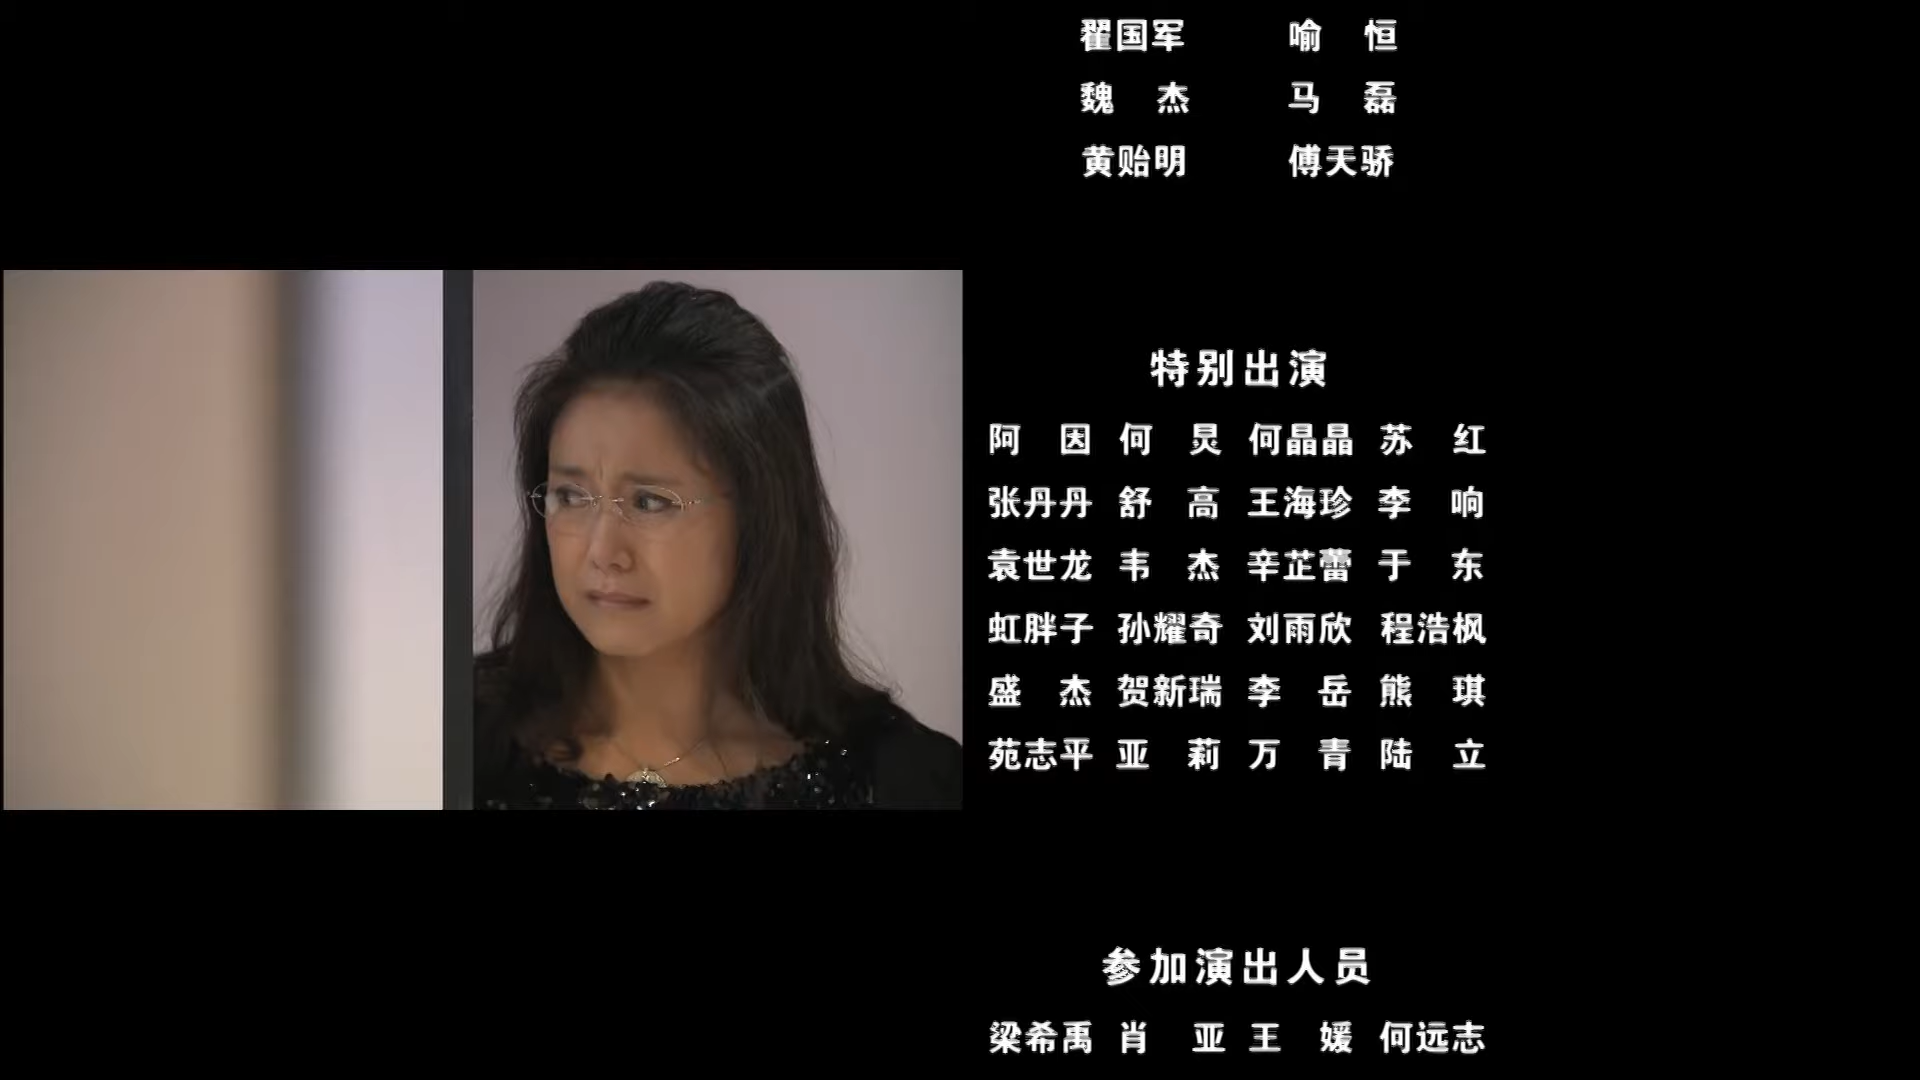 翟国军 喻恒
魏杰 马磊
黄贻明 傅天骄
特别出演
阿因 何炅 何晶晶 苏红
张丹丹 舒高 王海珍 李响
袁世龙 韦杰 辛芷蕾 于东
虹胖子 孙耀奇 刘雨欣 程浩枫
盛杰 贺新瑞 李岳 熊琪
苑志平 亚莉 万青 陆立
参加演出人员
梁希禹 肖亚 王媛 何远志